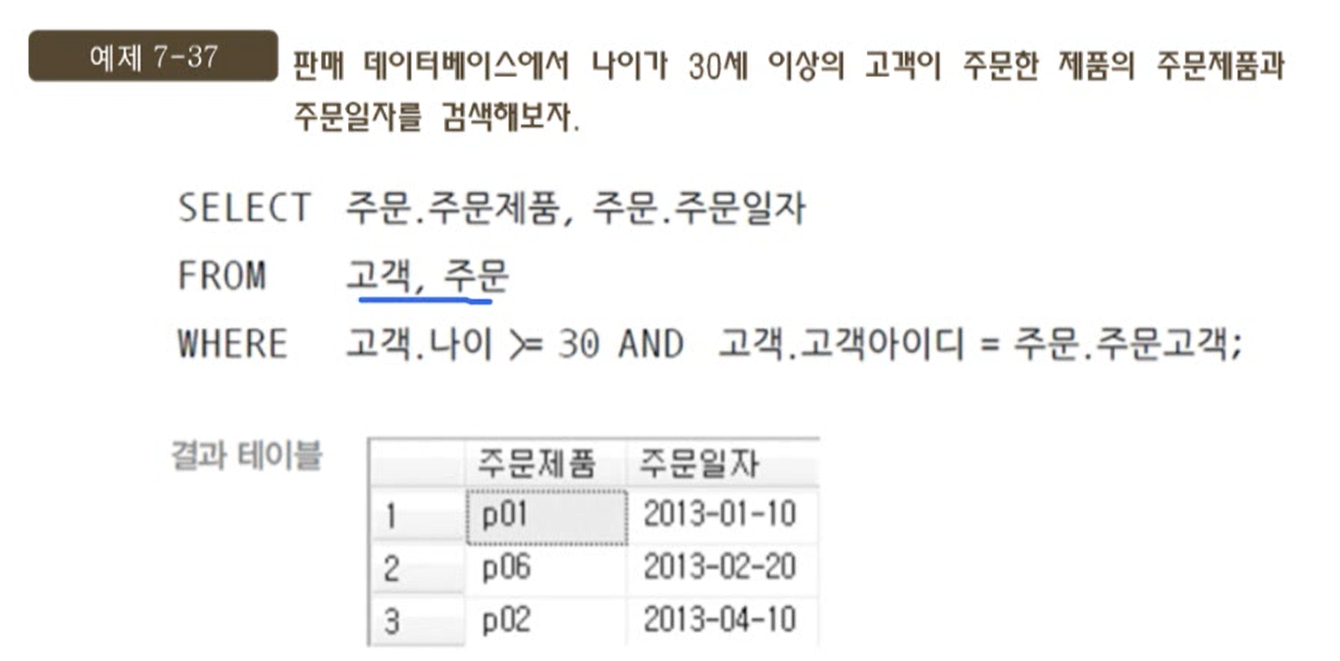 예제 7-37
판매 데이터베이스에서 나이가 30세 이상의 고객이 주문한 제품의 주문제품과
주문일자를 검색해보자.
SELECT 주문.주문제품, 주문.주문일자
FROM 고객, 주문
WHERE 고객.나이 >= 30 AND 고객.고객아이디 = 주문.주문고객;
결과 테이블
주문제품 주문일자
1 p01 2013-01-10
2 p06 2013-02-20
3 p02 2013-04-10